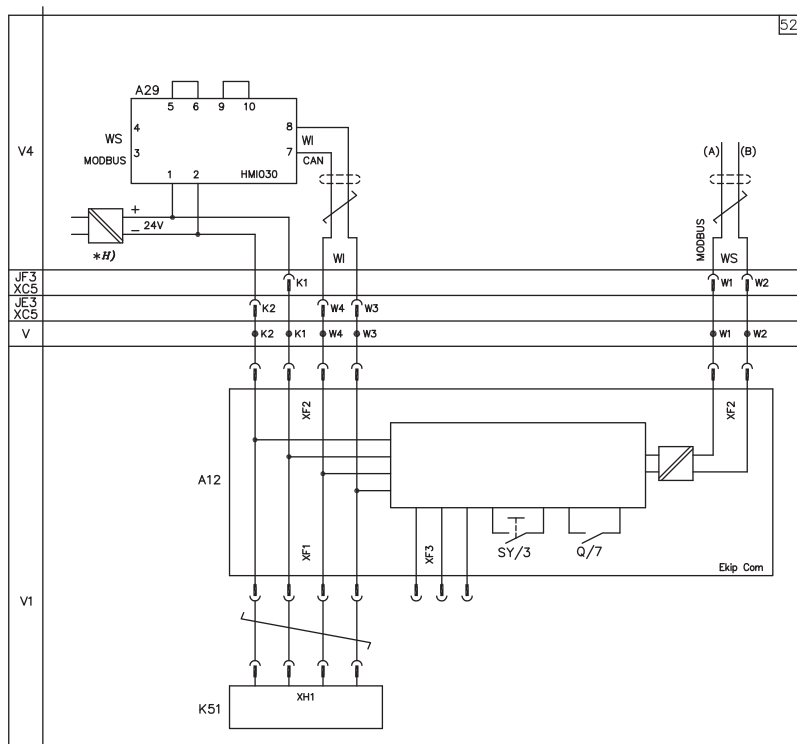 52
A29
5 6 9 10
4
WS
MODBUS 3
8
WI
7
CAN
1 2
HMI030
V4
+
24V
−
*H)
WI
(A) (B)
MODBUS
WS
JF3
XC5
K1
W1 W2
JE3
XC5
K2 W4 W3
V
K2 K1 W4 W3
W1 W2
XF2
XF2
A12
XF1
XF3
SY/3
Q/7
Ekip Com
V1
K51
XH1